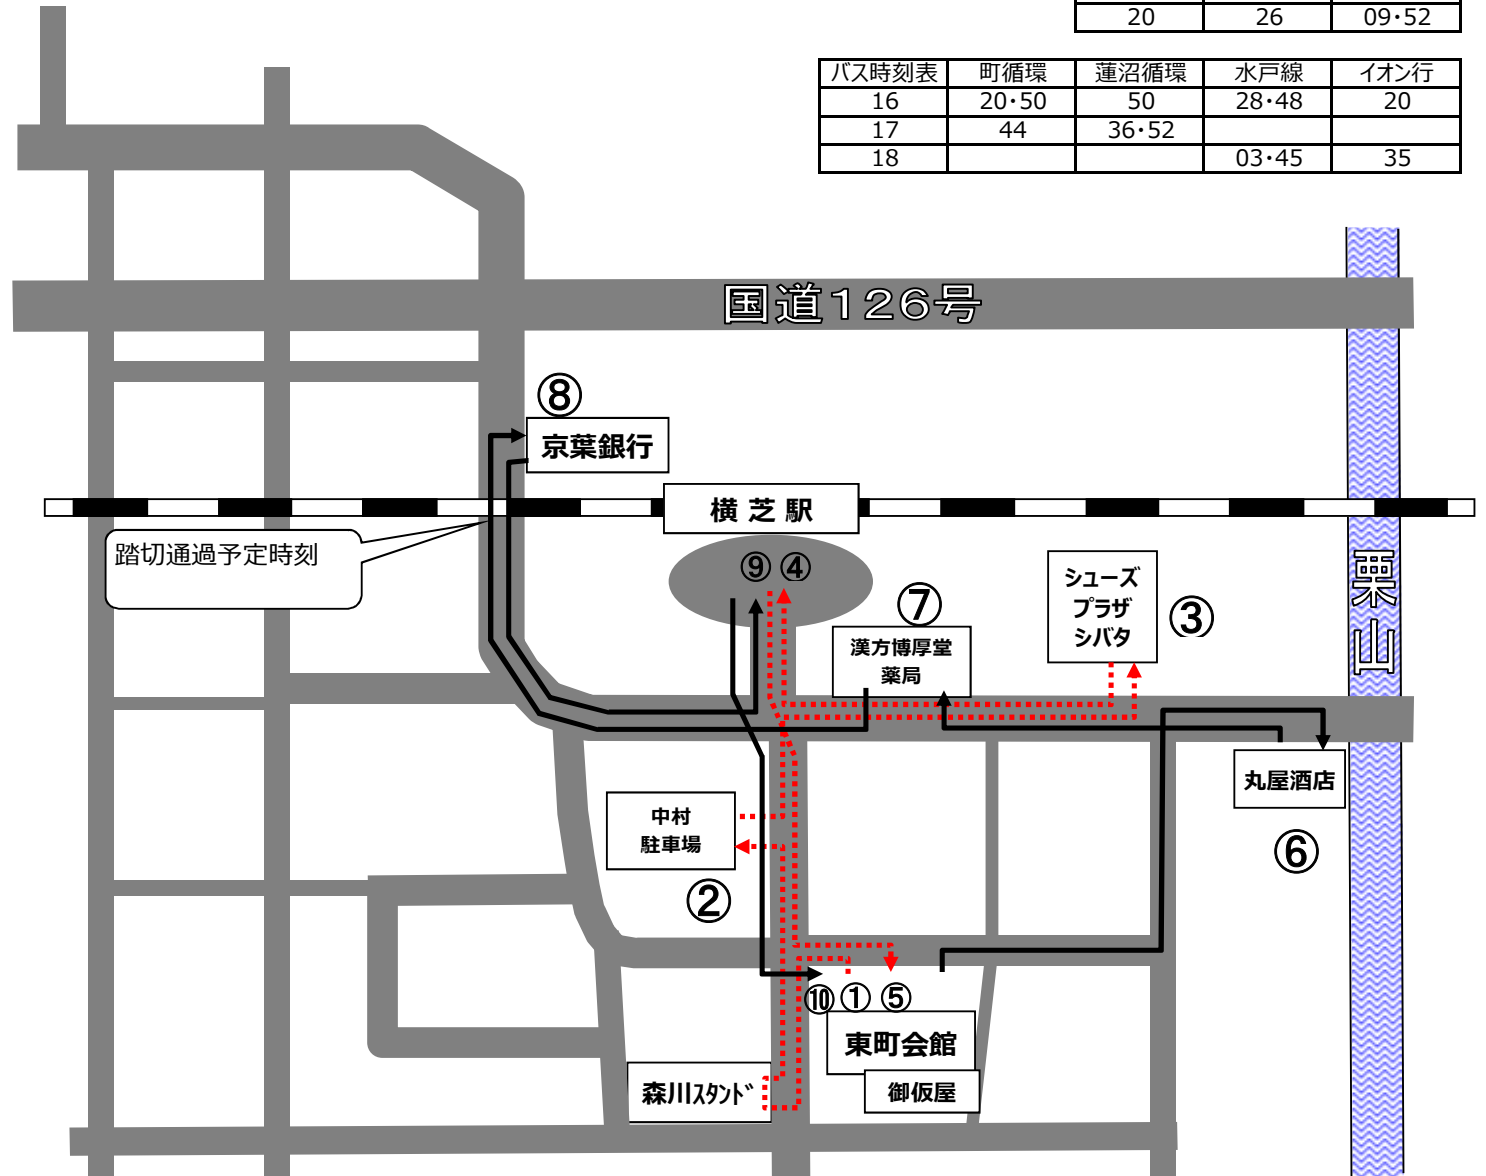 20 26 09・52
バス時刻表 町循環 蓮沼循環 水戸線 イオン行
16 20・50 50 28・48 20
17 44 36・52
18 03・45 35
国道126号
⑧
京葉銀行
横芝駅
踏切通過予定時刻
⑨ ④
⑦
漢方博厚堂
薬局
シューズ
プラザ
シバタ
③
栗
山
丸屋酒店
⑥
中村
駐車場
②
⑩ ① ⑤
東町会館
御仮屋
森川ｽﾀﾝﾄﾞ